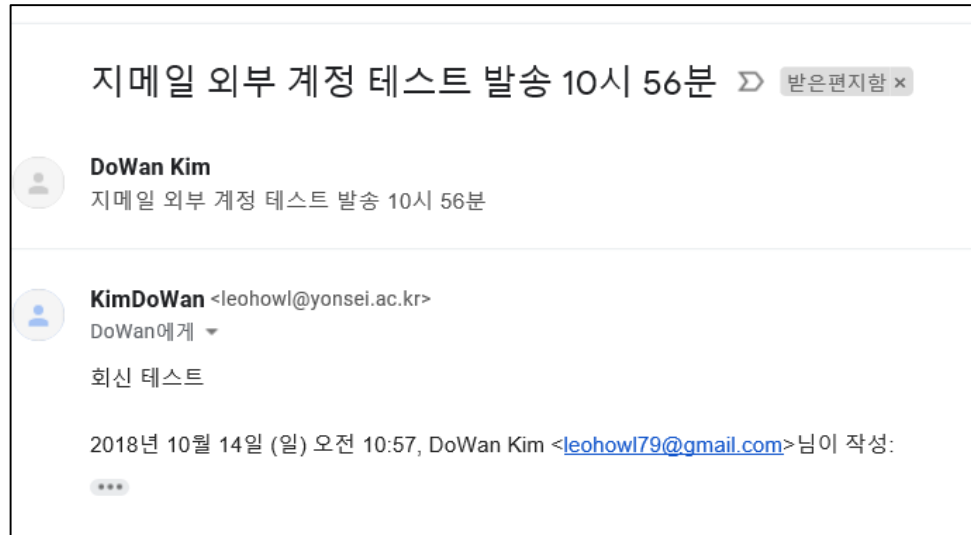 지메일 외부 계정 테스트 발송 10시 56분 받은편지함 ×
DoWan Kim
지메일 외부 계정 테스트 발송 10시 56분
KimDoWan <leohowl@yonsei.ac.kr>
DoWan에게
회신 테스트
2018년 10월 14일 (일) 오전 10:57, DoWan Kim <leohowl79@gmail.com>님이 작성: